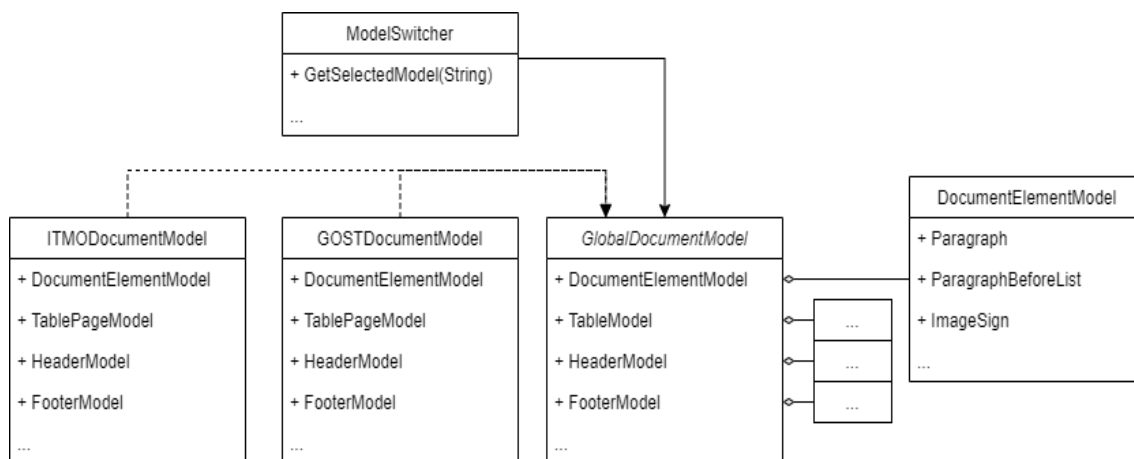 ModelSwitcher
+ GetSelectedModel(String)
...
ITMODocumentModel
+ DocumentElementModel
+ TablePageModel
+ HeaderModel
+ FooterModel
...
GOSTDocumentModel
+ DocumentElementModel
+ TablePageModel
+ HeaderModel
+ FooterModel
...
GlobalDocumentModel
+ DocumentElementModel
+ TableModel
+ HeaderModel
+ FooterModel
...
...
...
...
DocumentElementModel
+ Paragraph
+ ParagraphBeforeList
+ ImageSign
...